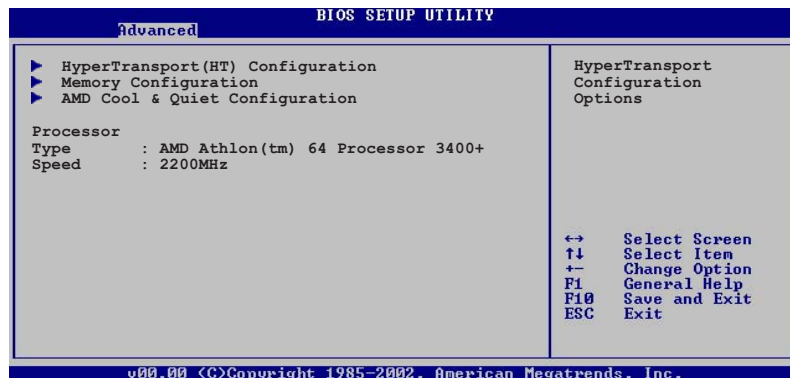 BIOS SETUP UTILITY
Advanced
HyperTransport(HT) Configuration
Memory Configuration
AMD Cool & Quiet Configuration
Processor
Type : AMD Athlon(tm) 64 Processor 3400+
Speed : 2200MHz
HyperTransport
Configuration
Options
↔ Select Screen
↑↓ Select Item
+- Change Option
F1 General Help
F10 Save and Exit
ESC Exit
v00.00 (C)Copyright 1985-2002, American Megatrends, Inc.